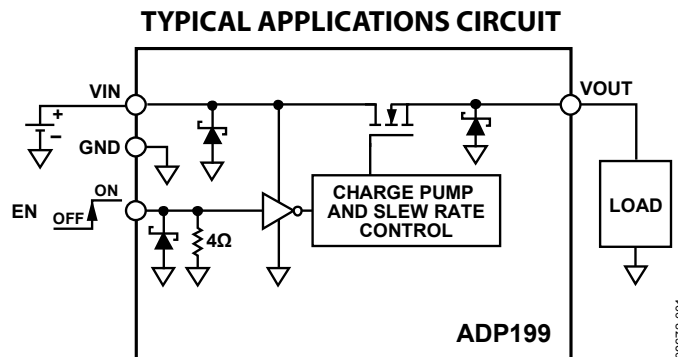 TYPICAL APPLICATIONS CIRCUIT
VIN
VOUT
+
–
GND
EN
OFF
ON
4Ω
CHARGE PUMP
AND SLEW RATE
CONTROL
LOAD
ADP199